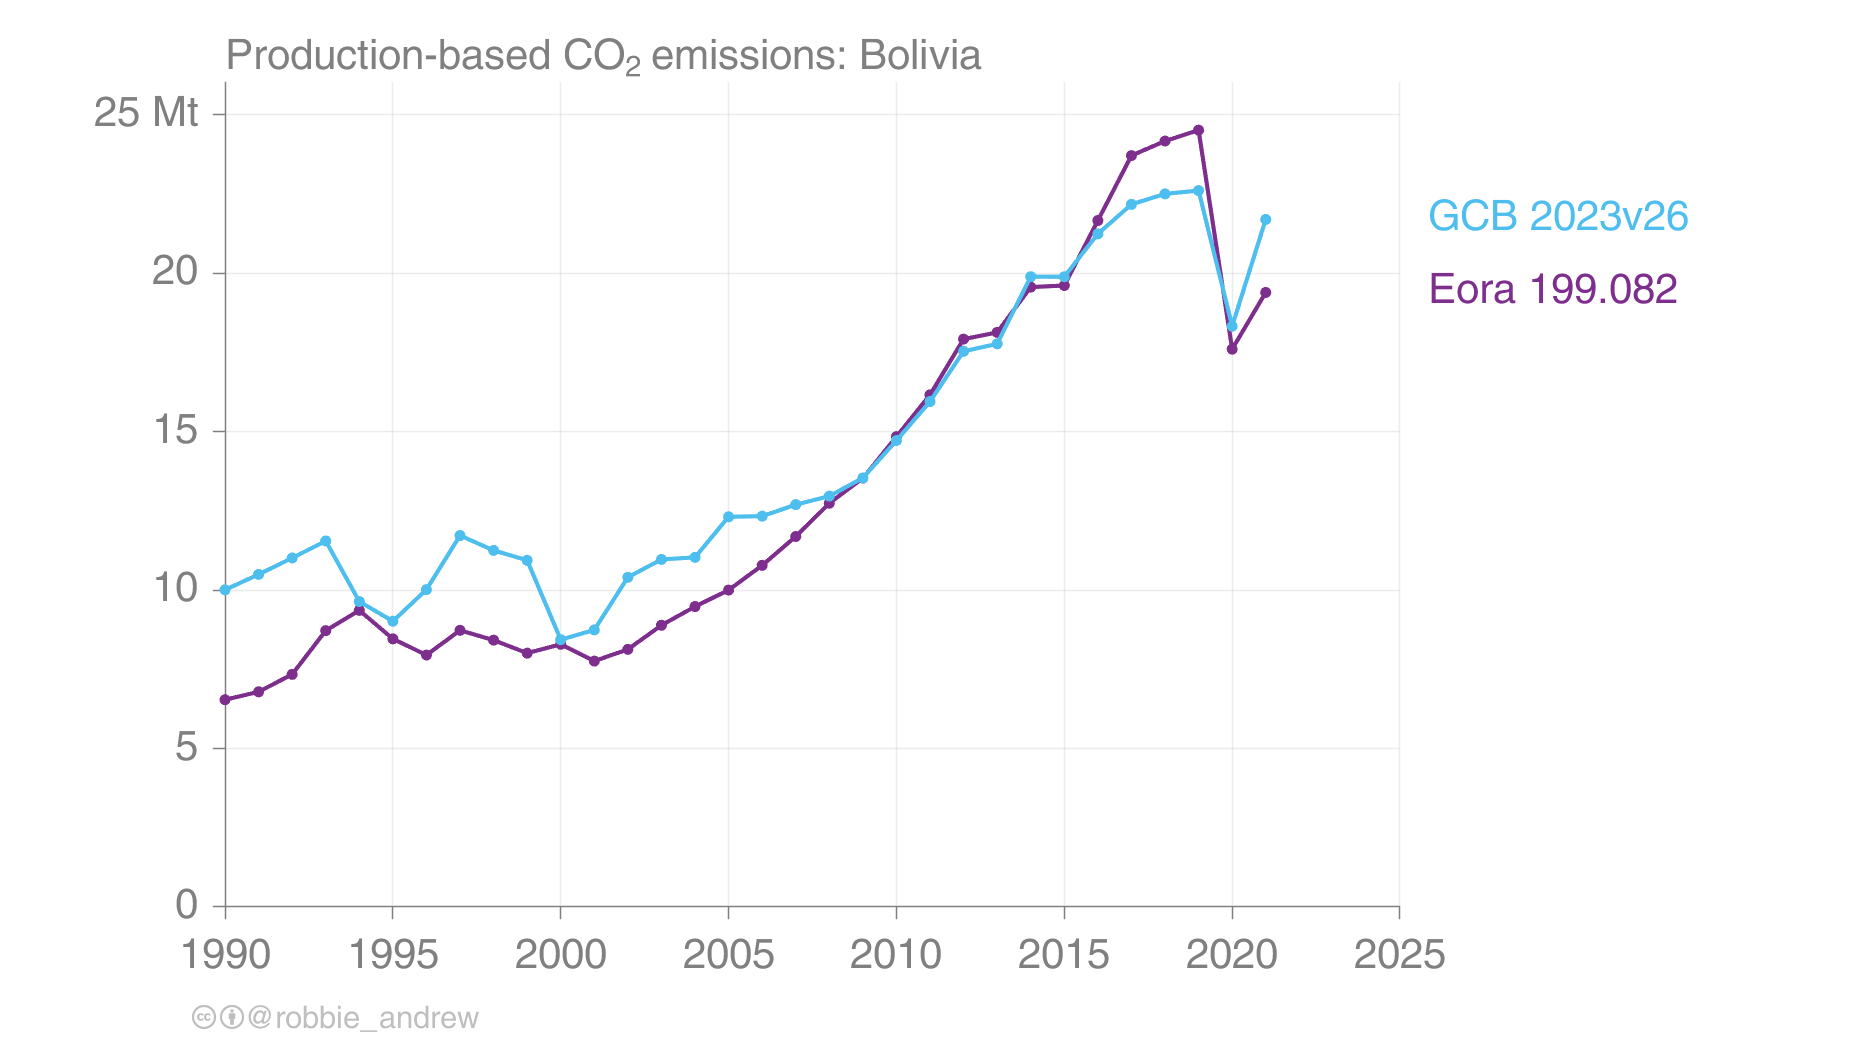 Production-based CO₂ emissions: Bolivia
25 Mt
20
15
10
5
0
1990 1995 2000 2005 2010 2015 2020 2025
GCB 2023v26
Eora 199.082
cc @robbie_andrew